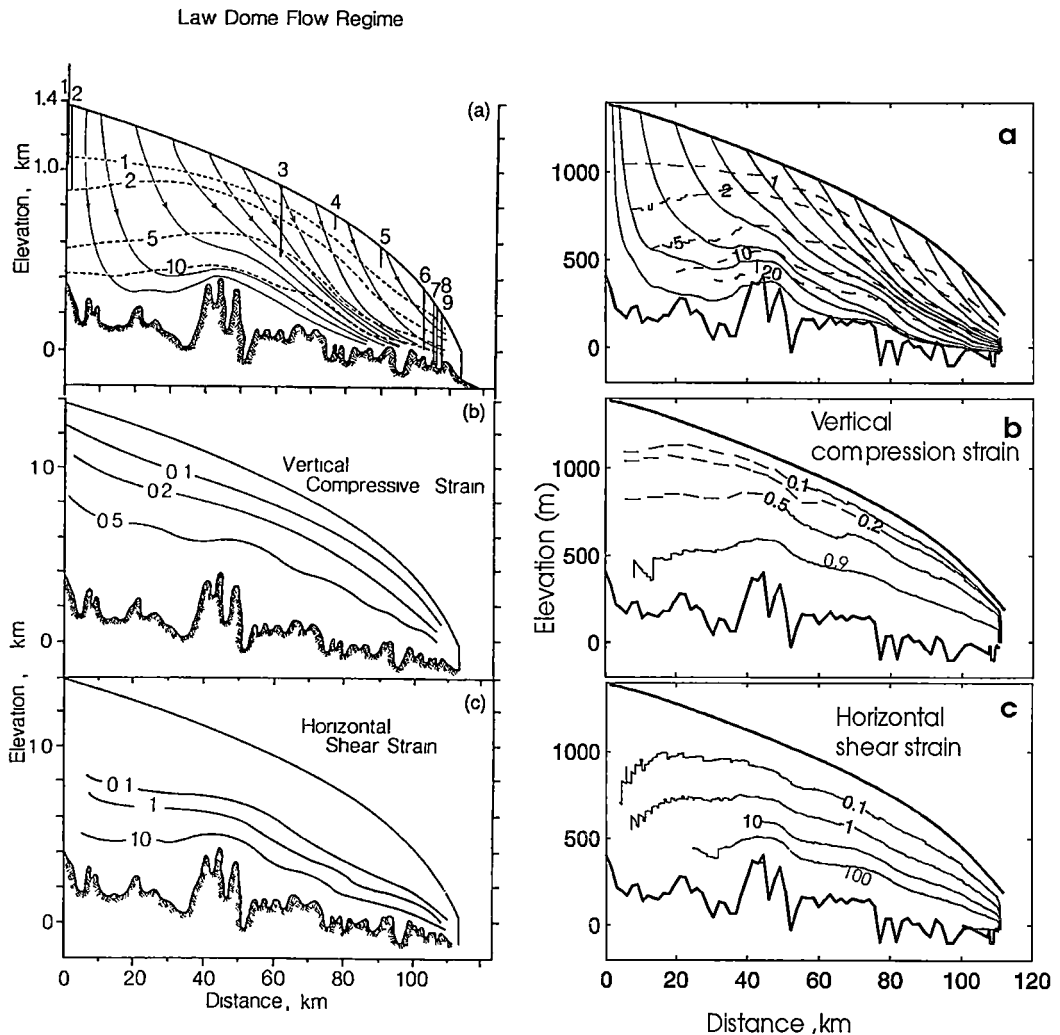 Law Dome Flow Regime
(a)
Elevation, km
1.4
1.0
0
1 2
3
4
5
6
7 8
9
1
2
5
10
(b)
Vertical
Compressive Strain
1 0
0
0 1
0 2
0 5
Elevation, km
(c)
Horizontal
Shear Strain
1 0
0
0 1
1
10
0 20 40 60 80 100
Distance, km
a
1000
500
0
1
2
5
10
20
b
Vertical
compression strain
Elevation (m)
1000
500
0
0.1
0.2
0.5
0.9
c
Horizontal
shear strain
1000
500
0
0.1
1
10
100
0 20 40 60 80 100 120
Distance ,km